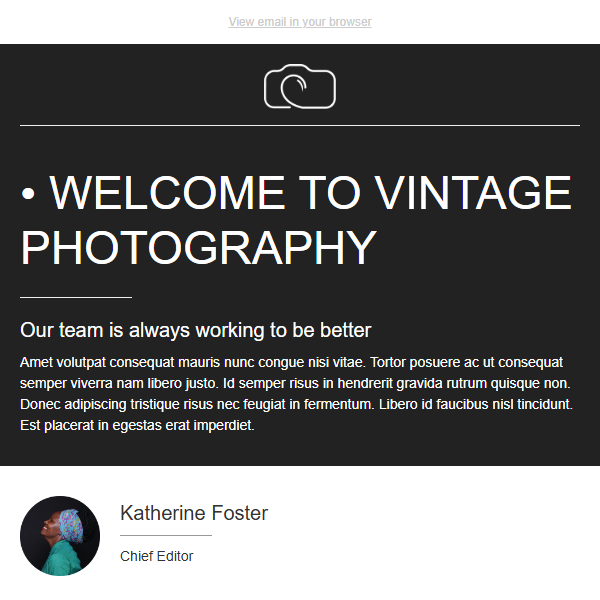 View email in your browser
• WELCOME TO VINTAGE
PHOTOGRAPHY
Our team is always working to be better
Amet volutpat consequat mauris nunc congue nisi vitae. Tortor posuere ac ut consequat
semper viverra nam libero justo. Id semper risus in hendrerit gravida rutrum quisque non.
Donec adipiscing tristique risus nec feugiat in fermentum. Libero id faucibus nisl tincidunt.
Est placerat in egestas erat imperdiet.
Katherine Foster
Chief Editor